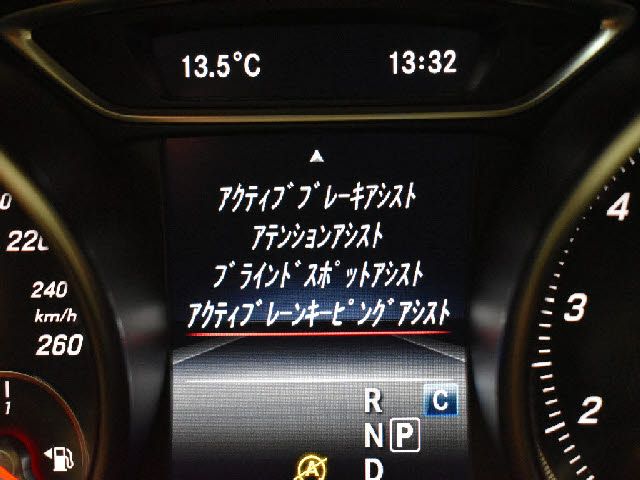 13.5°C 13:32
アクティブブレーキアシスト
アテンションアシスト
ブラインドスポットアシスト
アクティブレーンキーピングアシスト
220
240
km/h
260
4
3
2
R C
N P
D
A